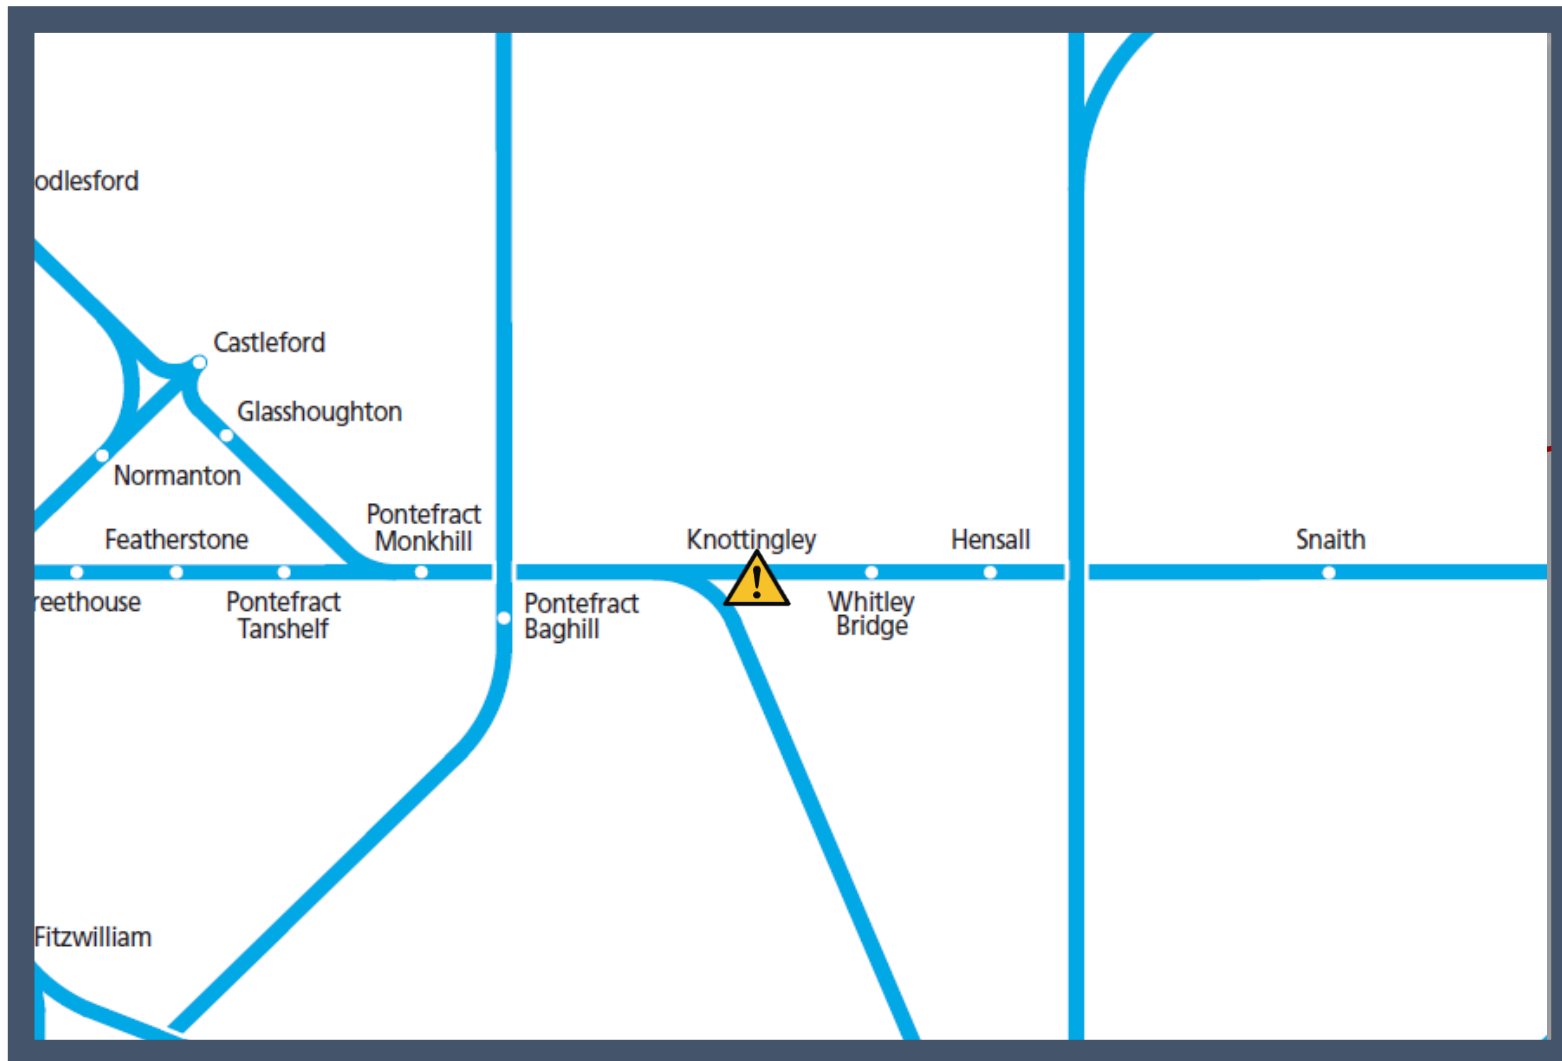 odlesford
Castleford
Glasshoughton
Normanton
Pontefract
Monkhill
Featherstone
Knottingley
Hensall
Snaith
!
reethouse
Pontefract
Tanshelf
Pontefract
Baghill
Whitley
Bridge
Fitzwilliam